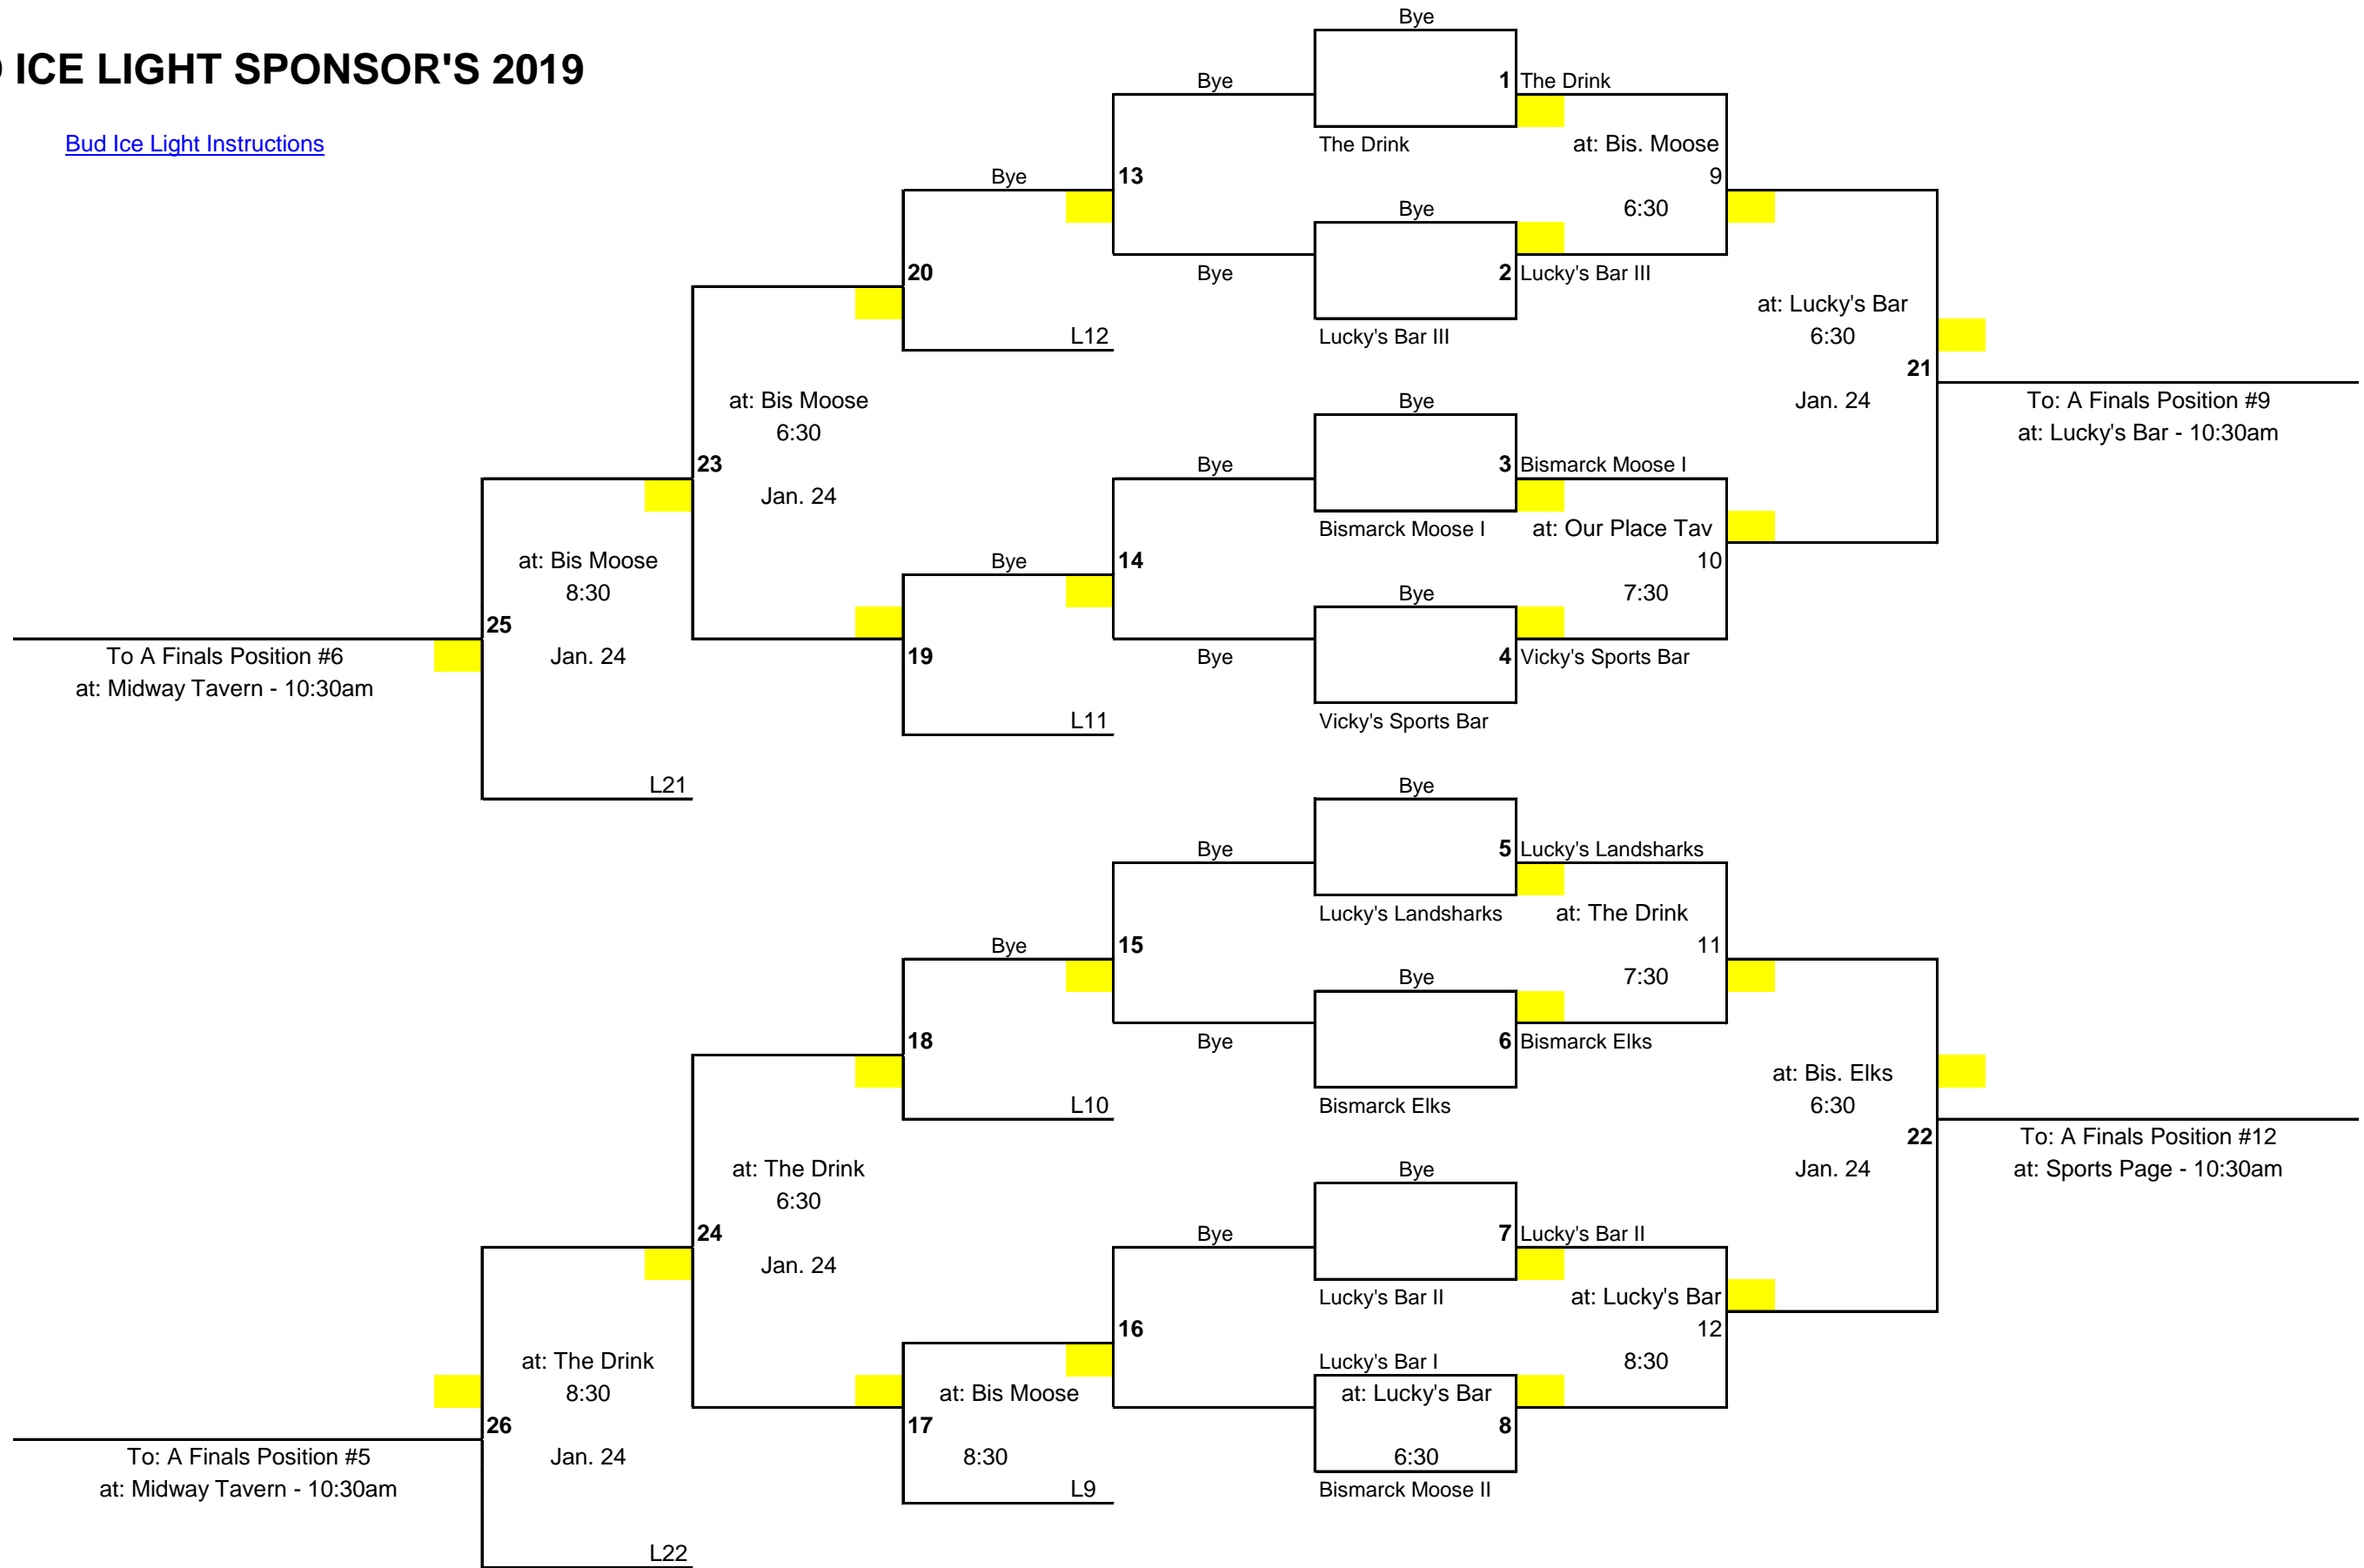 Bye
ICE LIGHT SPONSOR'S 2019
Bye
1 The Drink
Bud Ice Light Instructions
The Drink
at: Bis. Moose
Bye
13
9
Bye
6:30
20
Bye
2 Lucky's Bar III
at: Lucky's Bar
L12
Lucky's Bar III
6:30
21
at: Bis Moose
Bye
Jan. 24
To: A Finals Position #9
6:30
at: Lucky's Bar - 10:30am
23
Bye
3 Bismarck Moose I
Jan. 24
Bismarck Moose I
at: Our Place Tav
at: Bis Moose
Bye
14
10
8:30
Bye
7:30
25
To A Finals Position #6
Jan. 24
19
Bye
4 Vicky's Sports Bar
at: Midway Tavern - 10:30am
L11
Vicky's Sports Bar
L21
Bye
Bye
5 Lucky's Landsharks
Lucky's Landsharks
at: The Drink
Bye
15
11
Bye
7:30
18
Bye
6 Bismarck Elks
at: Bis. Elks
L10
Bismarck Elks
6:30
22
To: A Finals Position #12
at: The Drink
Bye
Jan. 24
at: Sports Page - 10:30am
6:30
24
Bye
7 Lucky's Bar II
Jan. 24
Lucky's Bar II
at: Lucky's Bar
16
12
at: The Drink
Lucky's Bar I
8:30
8:30
at: Bis Moose
at: Lucky's Bar
26
17
8
To: A Finals Position #5
Jan. 24
8:30
6:30
at: Midway Tavern - 10:30am
L9
Bismarck Moose II
L22